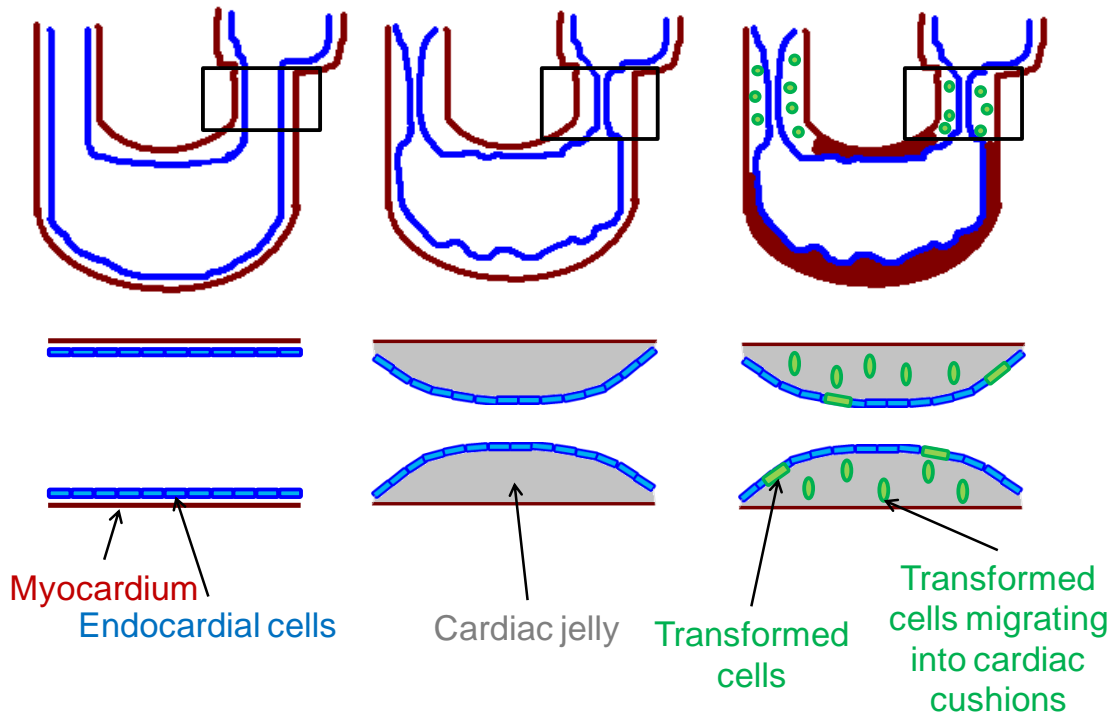 Myocardium
Endocardial cells
Cardiac jelly
Transformed
cells
Transformed
cells migrating
into cardiac
cushions